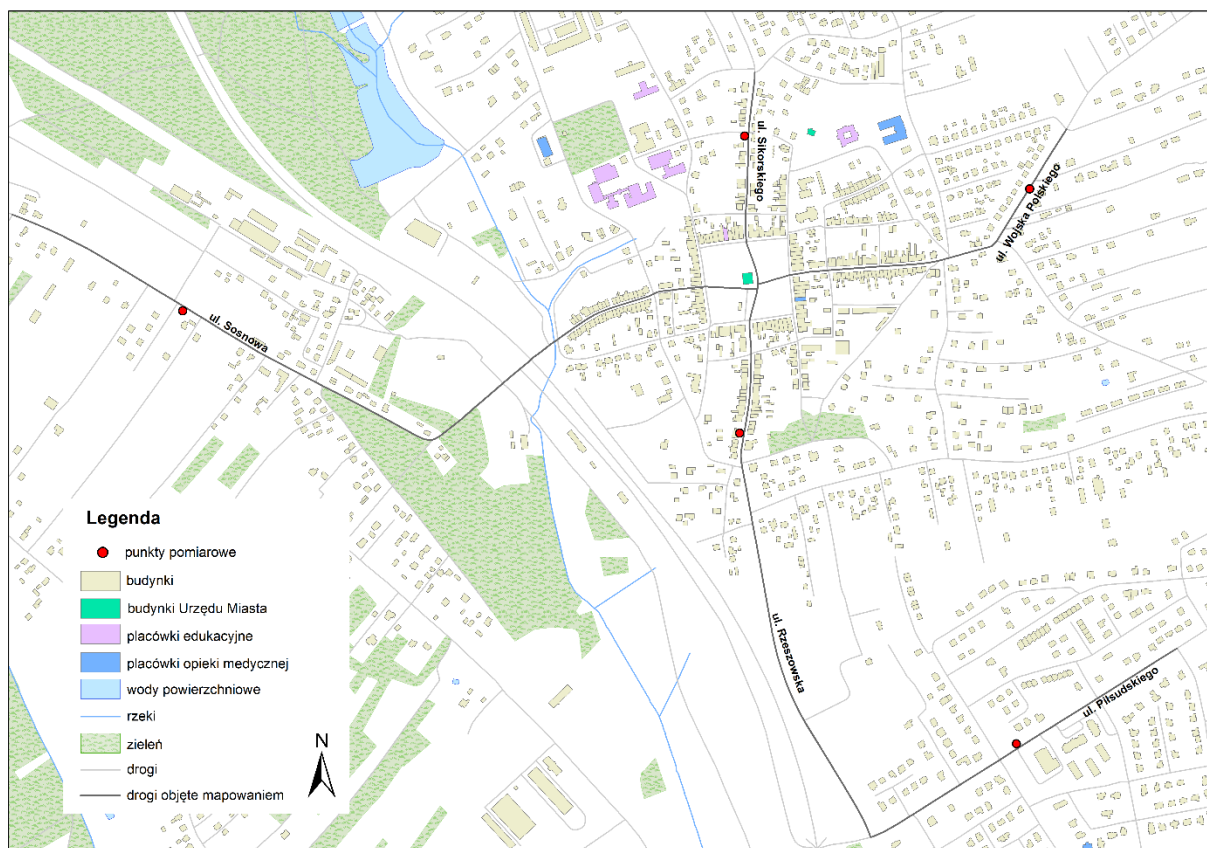 ul. Sikorskiego
ul. Wojska Polskiego
ul. Sosnowa
ul. Rzeszowska
ul. Piłsudskiego
Legenda
punkty pomiarowe
budynki
budynki Urzędu Miasta
placówki edukacyjne
placówki opieki medycznej
wody powierzchniowe
rzeki
zieleń
drogi
drogi objęte mapowaniem
N